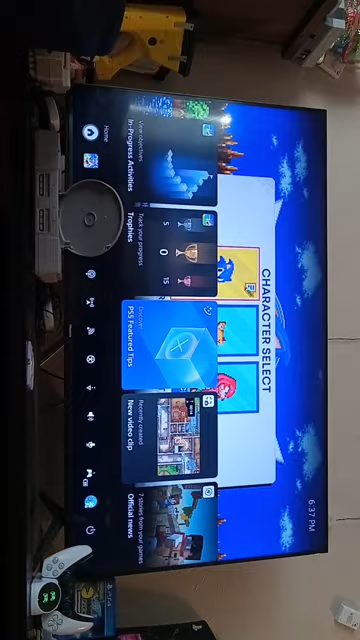 6:37 PM
CHARACTER SELECT
View objectives
In-Progress Activities
Track your progress
Trophies
5
0
15
Discover
PS5 Featured Tips
Recently created
New video clip
7 stories from your games
Official news
Home
PS4